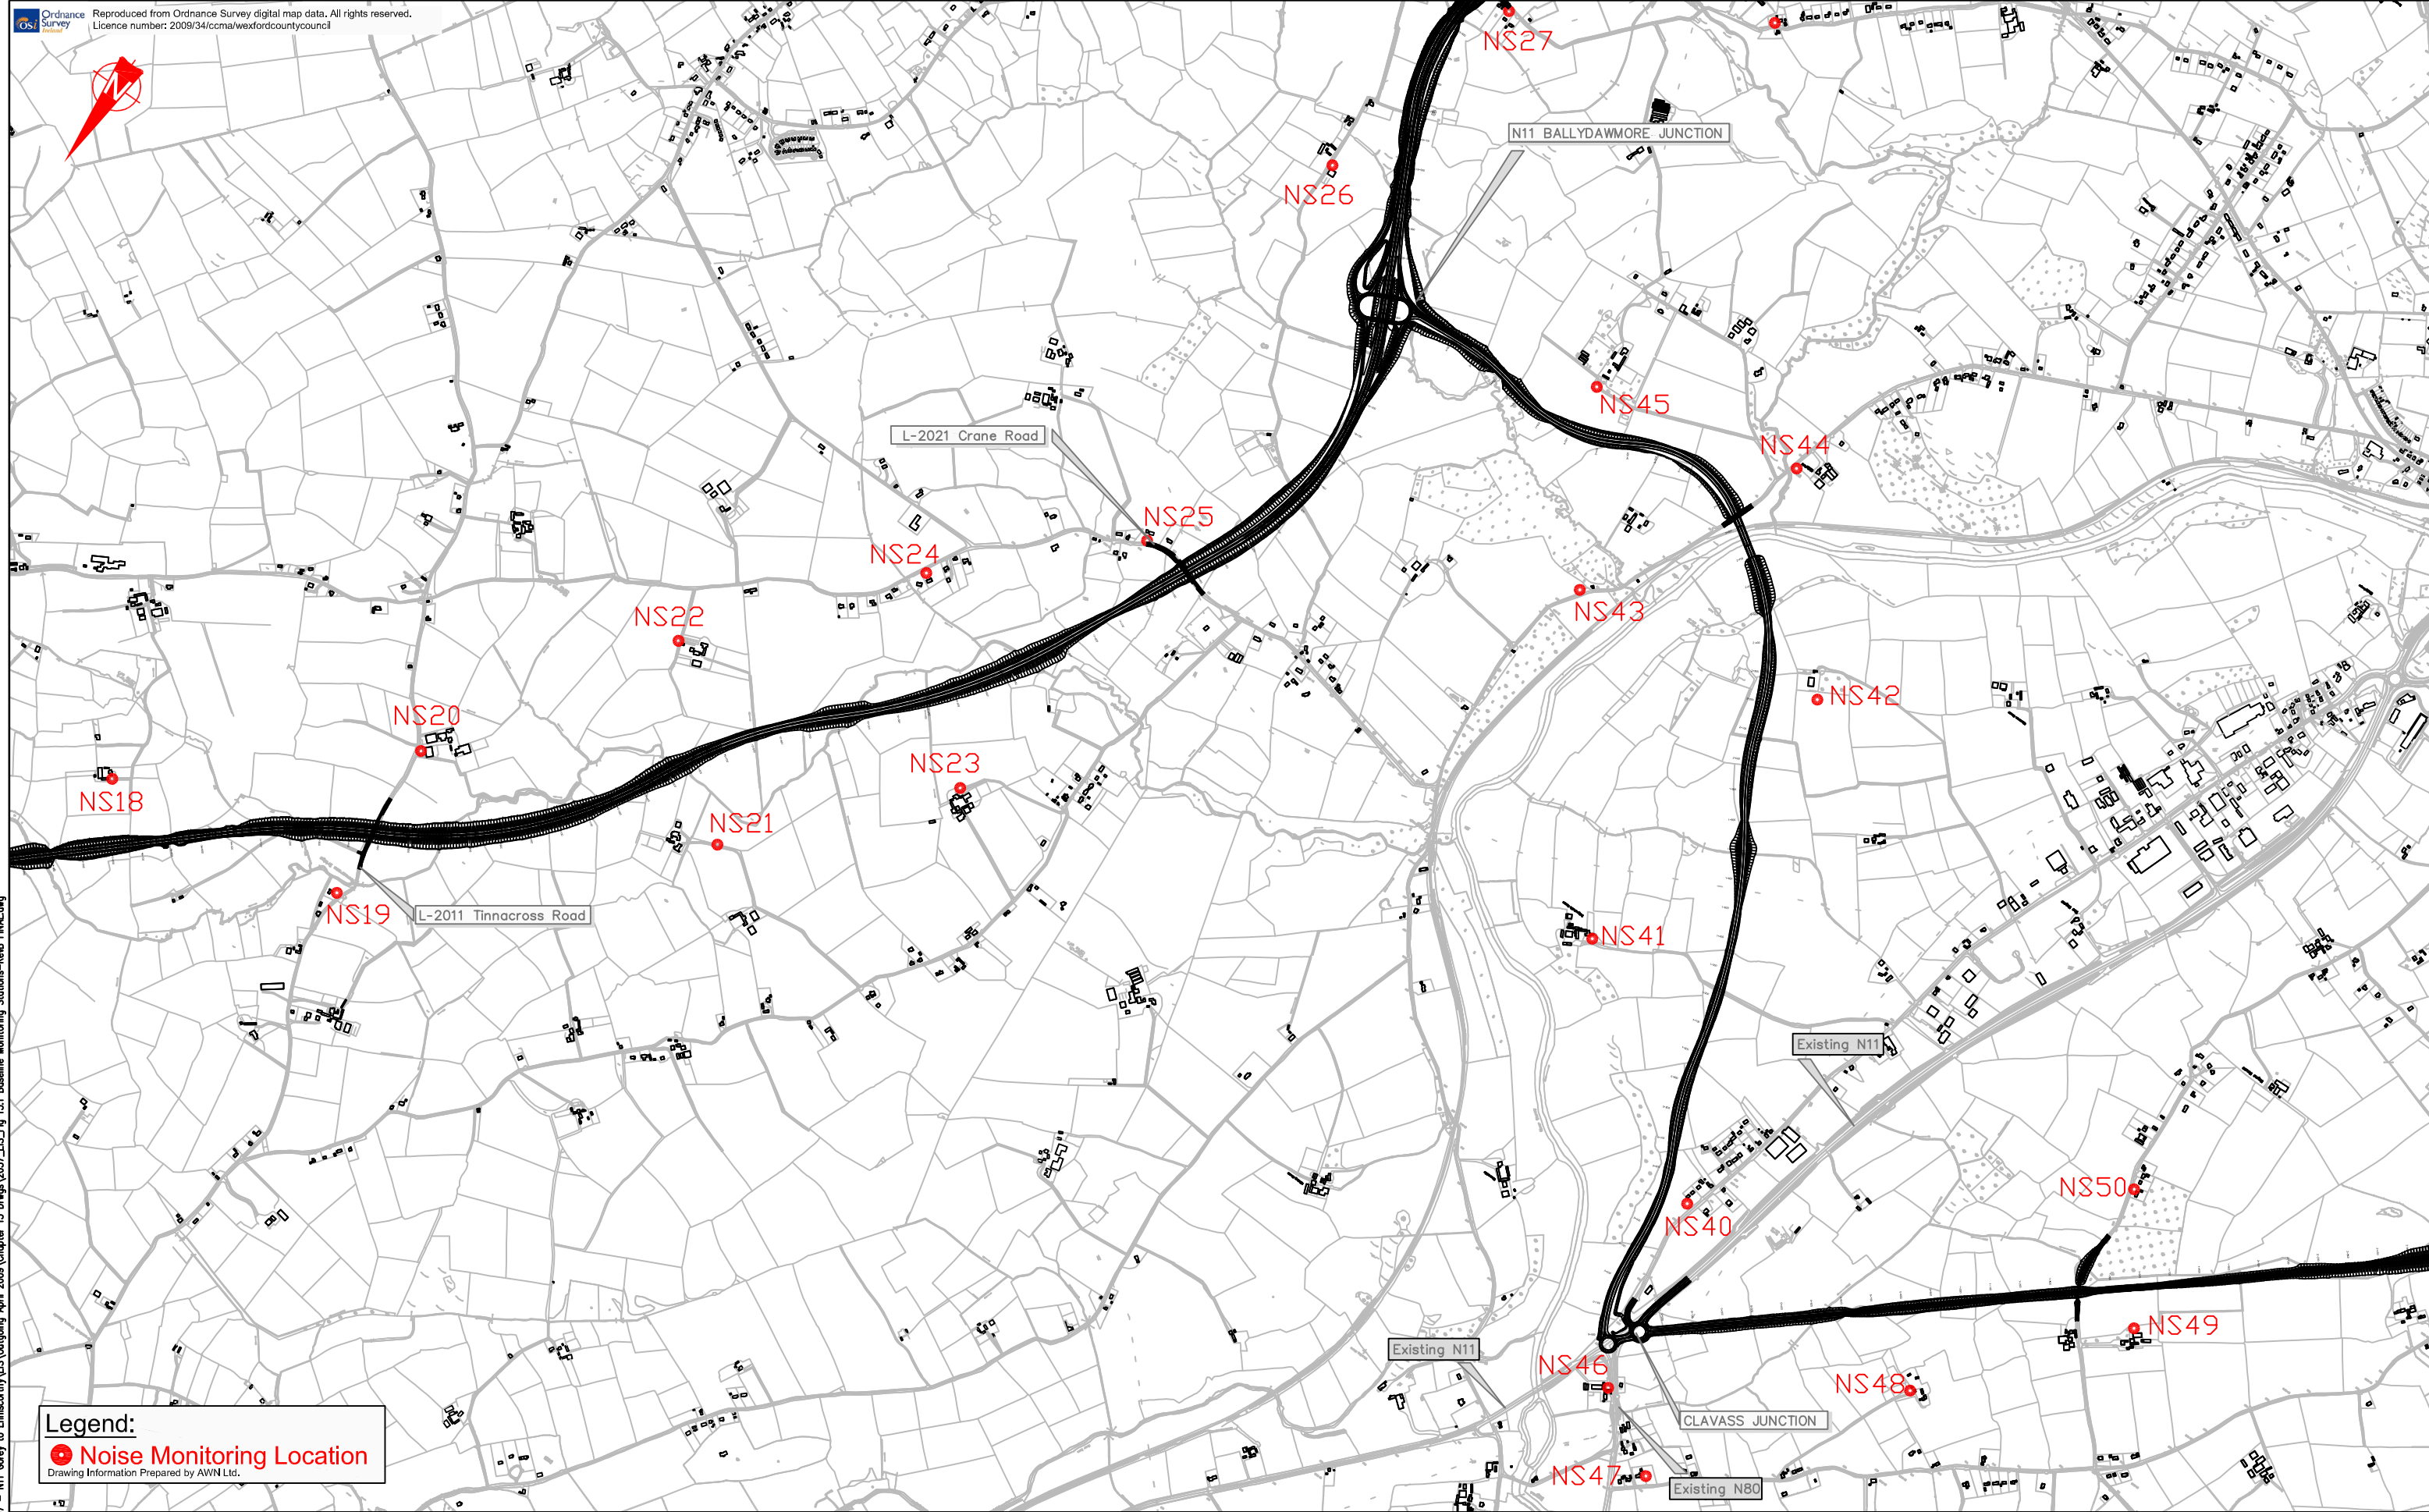 Ordnance
Survey
Ireland
OSi
Reproduced from Ordnance Survey digital map data. All rights reserved.
Licence number: 2009/34/ccma/wexfordcountycouncil
N
NS27
N11 BALLYDAWMORE JUNCTION
NS26
NS45
L-2021 Crane Road
NS44
NS25
NS24
NS43
NS22
NS42
NS20
NS23
NS18
NS21
NS19
L-2011 Tinnacross Road
NS41
Existing N11
NS50
NS40
NS49
Existing N11
NS46
NS48
CLAVASS JUNCTION
NS47
Existing N80
Legend:
Noise Monitoring Location
Drawing Information Prepared by AWN Ltd.